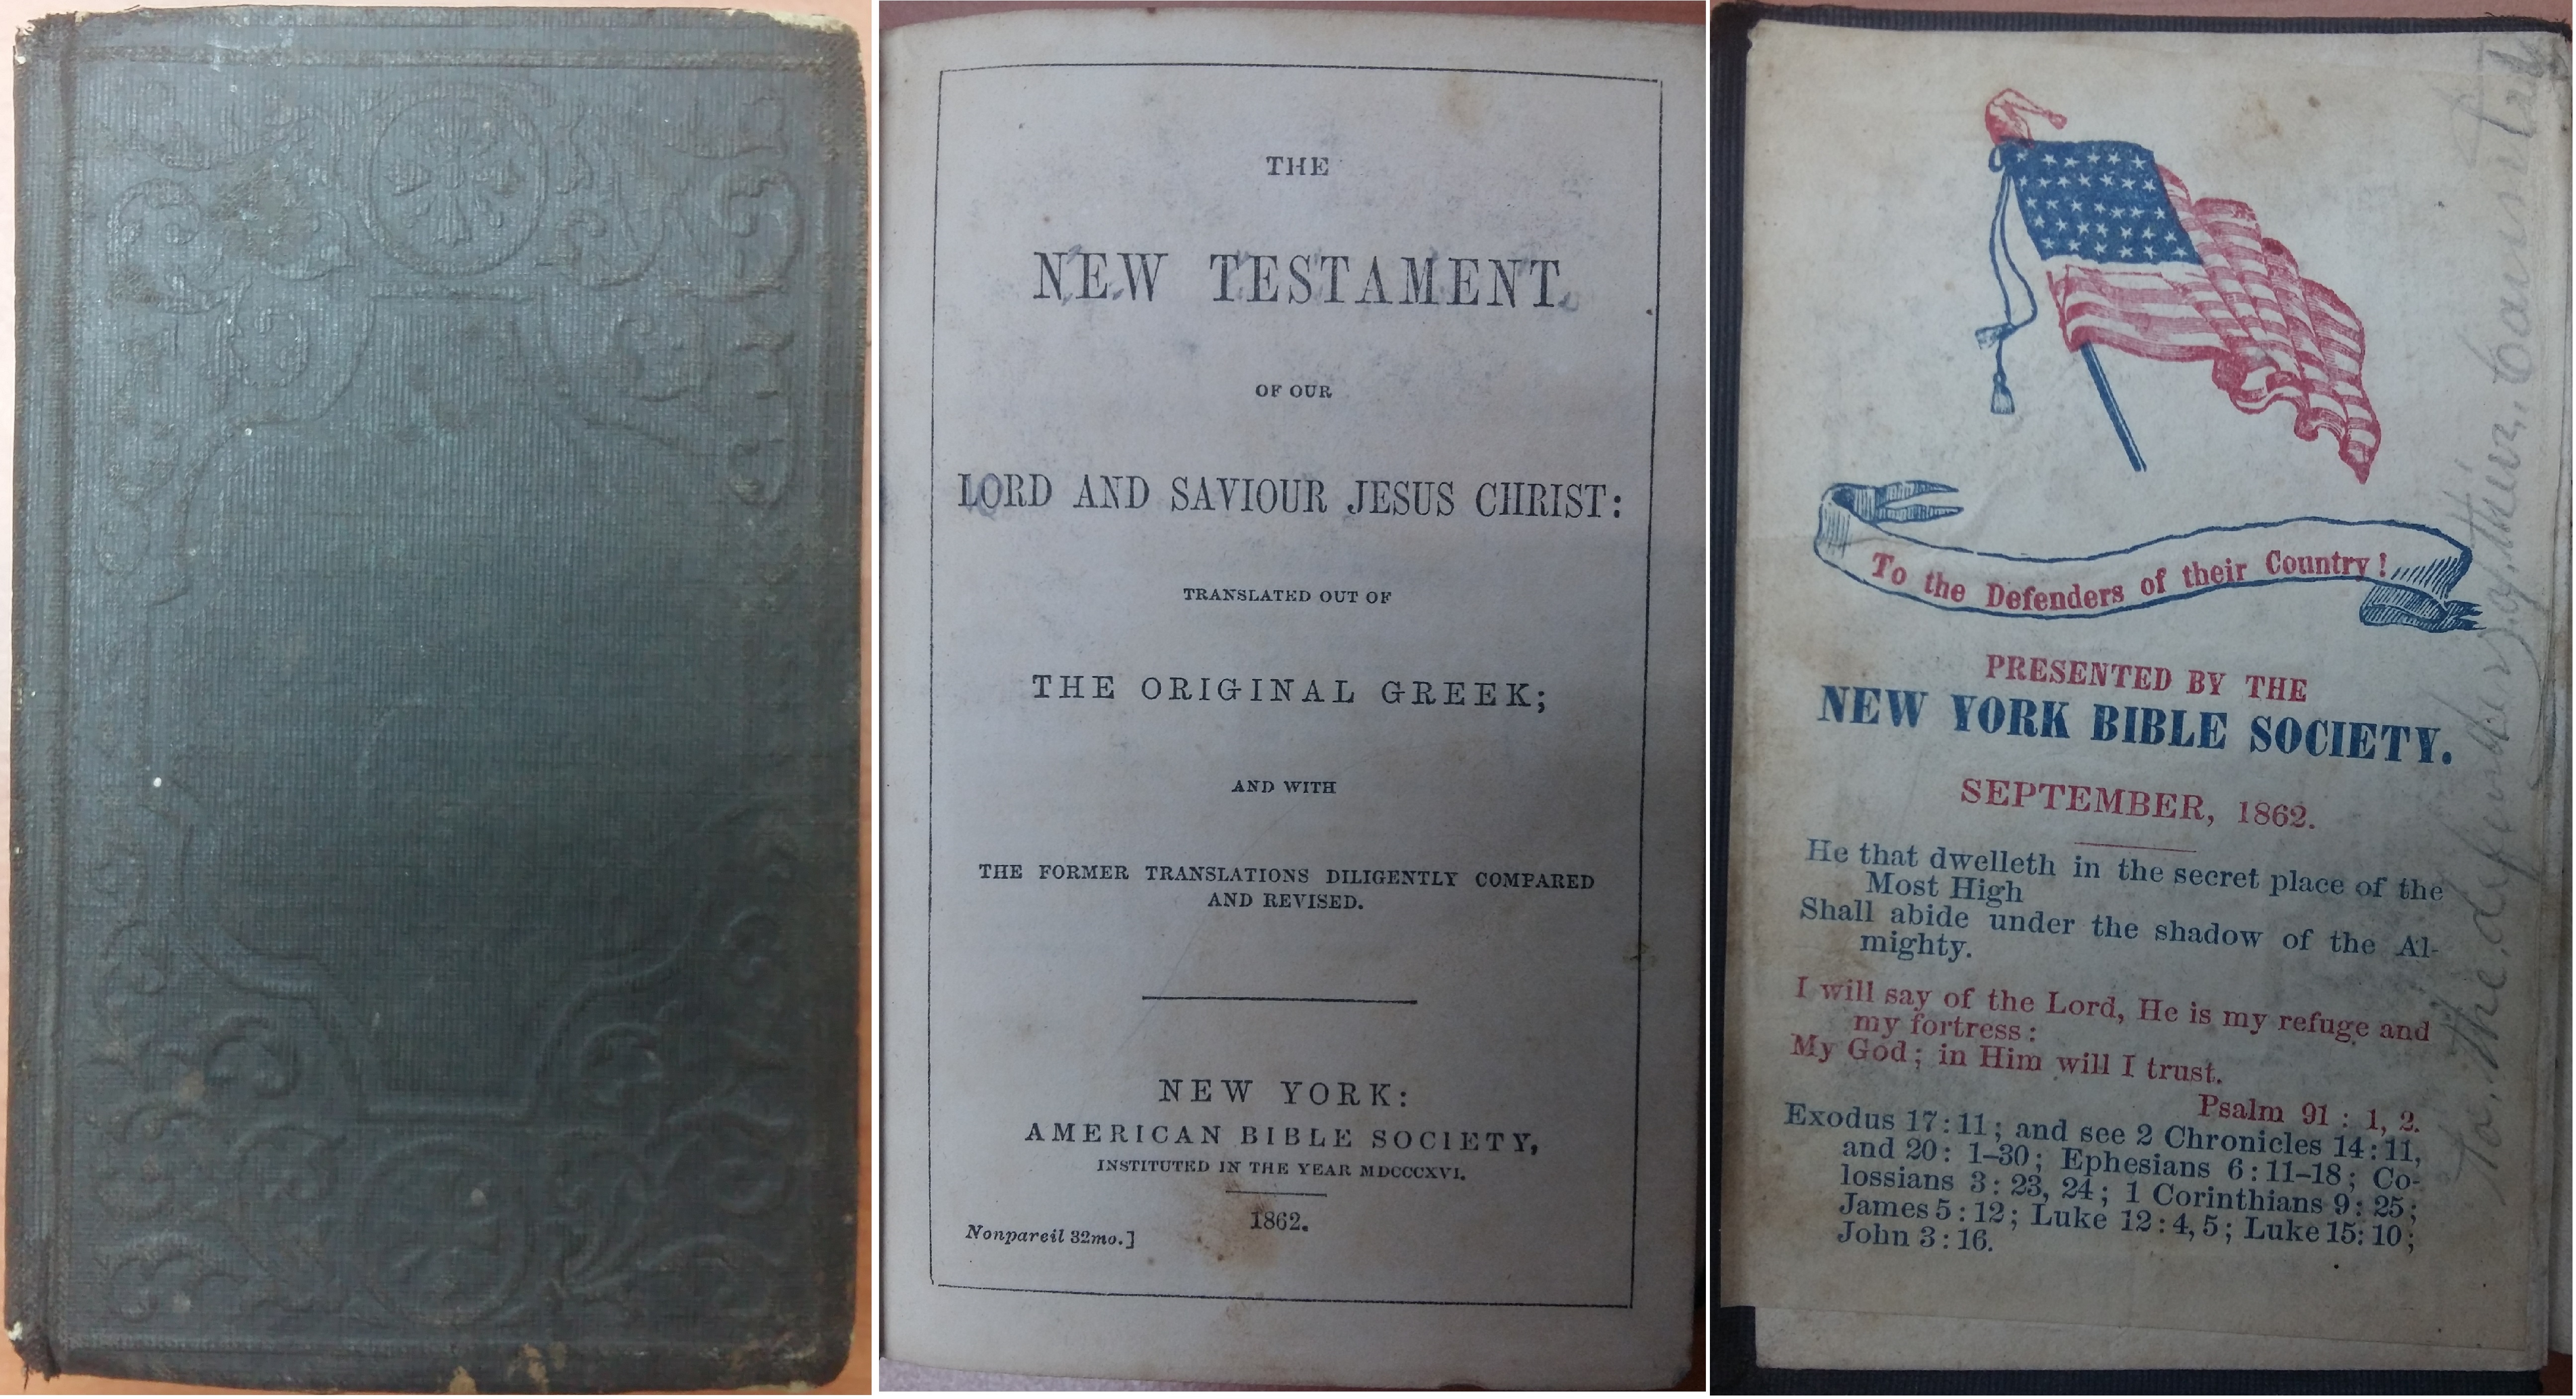 THE
NEW TESTAMENT
OF OUR
LORD AND SAVIOUR JESUS CHRIST:
TRANSLATED OUT OF
THE ORIGINAL GREEK;
AND WITH
THE FORMER TRANSLATIONS DILIGENTLY COMPARED
AND REVISED.
NEW YORK:
AMERICAN BIBLE SOCIETY,
INSTITUTED IN THE YEAR MDCCCXVI.
1862.
Nonpareil 32mo.]
To the Defenders of their Country!
PRESENTED BY THE
NEW YORK BIBLE SOCIETY.
SEPTEMBER, 1862.
He that dwelleth in the secret place of the
Most High
Shall abide under the shadow of the Al-
mighty.
I will say of the Lord, He is my refuge and
my fortress:
My God; in Him will I trust.
Psalm 91 : 1, 2.
Exodus 17:11; and see 2 Chronicles 14:11,
and 20: 1–30; Ephesians 6:11–18; Co-
lossians 3: 23, 24; 1 Corinthians 9: 25;
James 5:12; Luke 12:4, 5; Luke 15:10;
John 3:16.
To. the. defenders. of. their.